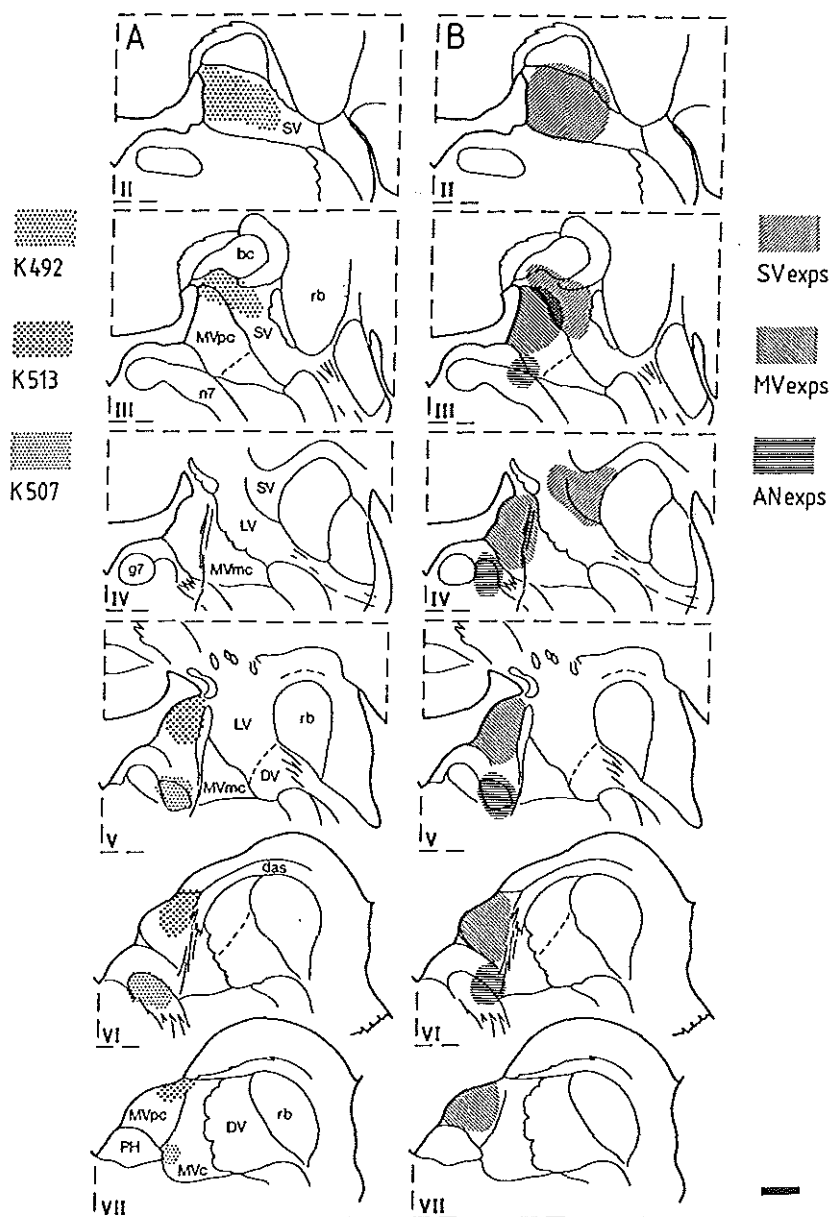 A
B
SV
II
II
K492
K513
K507
SVexps
MVexps
ANexps
bc
rb
MVpc
SV
n7
III
III
SV
LV
MVmc
g7
IV
IV
LV
rb
DV
MVmc
V
V
das
VI
VI
MVpc
DV
rb
PH
MVc
VII
VII